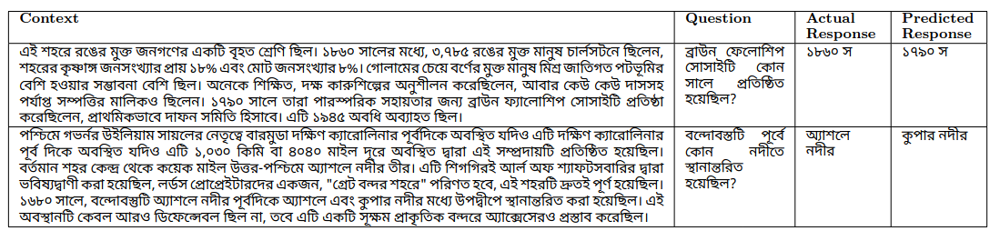 Context Question Actual Response Predicted Response
এই শহরে রঙের মুক্ত জনগণের একটি বৃহত শ্রেণি ছিল। ১৮৬০ সালের মধ্যে, ৩,৭৮৫ রঙের মুক্ত মানুষ চার্লসটনে ছিলেন,
শহরের কৃষ্ণাঙ্গ জনসংখ্যার প্রায় ১৮% এবং মোট জনসংখ্যার ৮%। গোলামের চেয়ে বর্ণের মুক্ত মানুষ মিশ্র জাতিগত পটভূমির
বেশি হওয়ার সম্ভাবনা বেশি ছিল। অনেকে শিক্ষিত, দক্ষ কারুশিল্পের অনুশীলন করেছিলেন, আবার কেউ কেউ দাসসহ
পর্যাপ্ত সম্পত্তির মালিকও ছিলেন। ১৭৯০ সালে তারা পারস্পরিক সহায়তার জন্য ব্রাউন ফ্যালোশিপ সোসাইটি প্রতিষ্ঠা
করেছিলেন, প্রাথমিকভাবে দাফন সমিতি হিসাবে। এটি ১৯৪৫ অবধি অব্যাহত ছিল।
ব্রাউন ফেলোশিপ
সোসাইটি কোন
সালে প্রতিষ্ঠিত
হয়েছিল?
১৮৬০ স
১৭৯০ স
পশ্চিমে গভর্নর উইলিয়াম সায়লের নেতৃত্বে বারমুডা দক্ষিণ ক্যারোলিনার পূর্বদিকে অবস্থিত যদিও এটি দক্ষিণ ক্যারোলিনার
পূর্ব দিকে অবস্থিত যদিও এটি ১,০৩০ কিমি বা ৪০৪০ মাইল দূরে অবস্থিত দ্বারা এই সম্প্রদায়টি প্রতিষ্ঠিত হয়েছিল।
বর্তমান শহর কেন্দ্র থেকে কয়েক মাইল উত্তর-পশ্চিমে অ্যাশলে নদীর তীর। এটি শিগগিরই আর্ল অফ শ্যাফটসবারির দ্বারা
ভবিষ্যদ্বাণী করা হয়েছিল, লর্ডস প্রোপ্রেইটারদের একজন, "গ্রেট বন্দর শহরে" পরিণত হবে, এই শহরটি দ্রুতই পূর্ণ হয়েছিল।
১৬৮০ সালে, বন্দোবস্তুটি অ্যাশলে নদীর পূর্বদিকে অ্যাশলে এবং কুপার নদীর মধ্যে উপদ্বীপে স্থানান্তরিত করা হয়েছিল। এই
অবস্থানটি কেবল আরও ডিফেন্সেবল ছিল না, তবে এটি একটি সূক্ষ্ম প্রাকৃতিক বন্দরে অ্যাক্সেসেরও প্রস্তাব করেছিল।
বন্দোবস্তটি পূর্বে
কোন নদীতে
স্থানান্তরিত
হয়েছিল?
অ্যাশলে
নদীর
কুপার নদীর